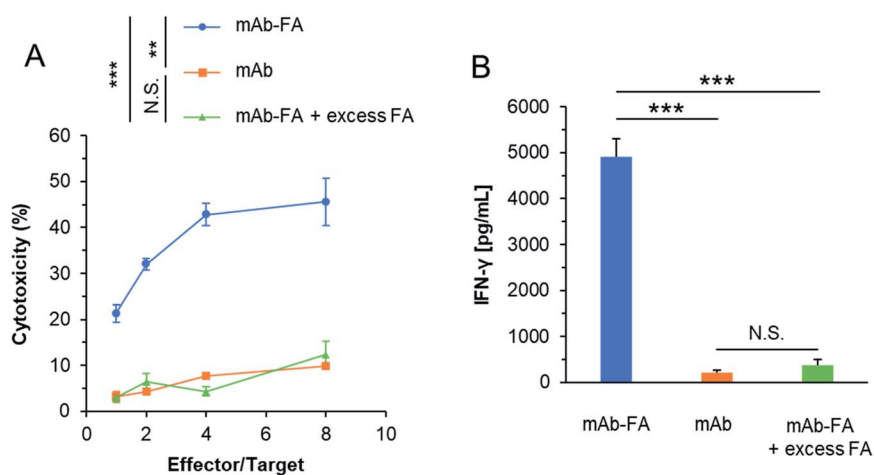 A
***
**
N.S.
mAb-FA
mAb
mAb-FA + excess FA
Cytotoxicity (%)
60
50
40
30
20
10
0
0 2 4 6 8 10
Effector/Target
B
***
***
N.S.
IFN-γ [pg/mL]
6000
5000
4000
3000
2000
1000
0
mAb-FA mAb mAb-FA
+ excess FA